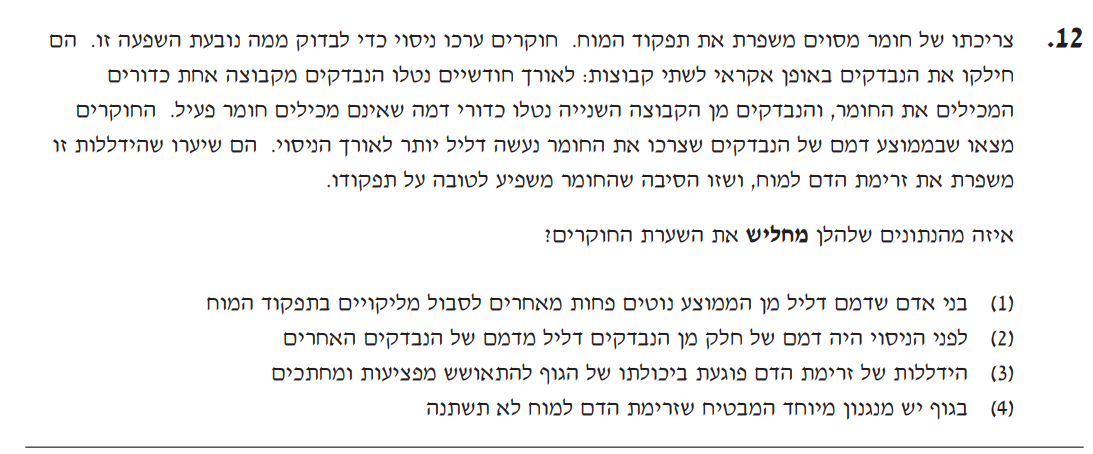 12. צריכתו של חומר מסוים משפרת את תפקוד המוח. חוקרים ערכו ניסוי כדי לבדוק ממה נובעת השפעה זו. הם
חילקו את הנבדקים באופן אקראי לשתי קבוצות: לאורך חודשיים נטלו הנבדקים מקבוצה אחת כדורים
המכילים את החומר, והנבדקים מן הקבוצה השנייה נטלו כדורי דמה שאינם מכילים חומר פעיל. החוקרים
מצאו שבממוצע דמם של הנבדקים שצרכו את החומר נעשה דליל יותר לאורך הניסוי. הם שיערו שהידללות זו
משפרת את זרימת הדם למוח, ושזו הסיבה שהחומר משפיע לטובה על תפקודו.
איזה מהנתונים שלהלן מחליש את השערת החוקרים?
(1) בני אדם שדמם דליל מן הממוצע נוטים פחות מאחרים לסבול מליקויים בתפקוד המוח
(2) לפני הניסוי היה דמם של חלק מן הנבדקים דליל מדמם של הנבדקים האחרים
(3) הידללות של זרימת הדם פוגעת ביכולתו של הגוף להתאושש מפציעות ומחתכים
(4) בגוף יש מנגנון מיוחד המבטיח שזרימת הדם למוח לא תשתנה